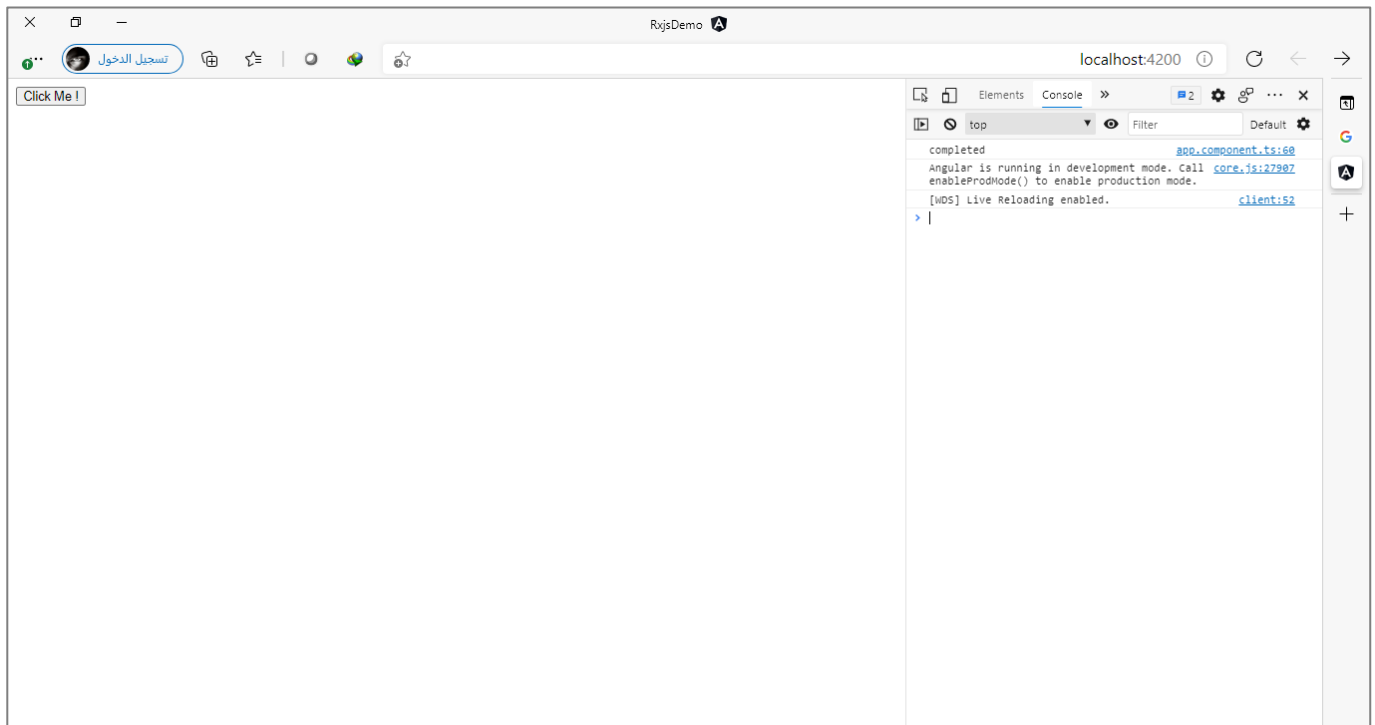 RxjsDemo
تسجيل الدخول
localhost:4200
Click Me !
Elements Console » 2
top Filter Default
completed app.component.ts:60
Angular is running in development mode. Call core.js:27907
enableProdMode() to enable production mode.
[WDS] Live Reloading enabled. client:52